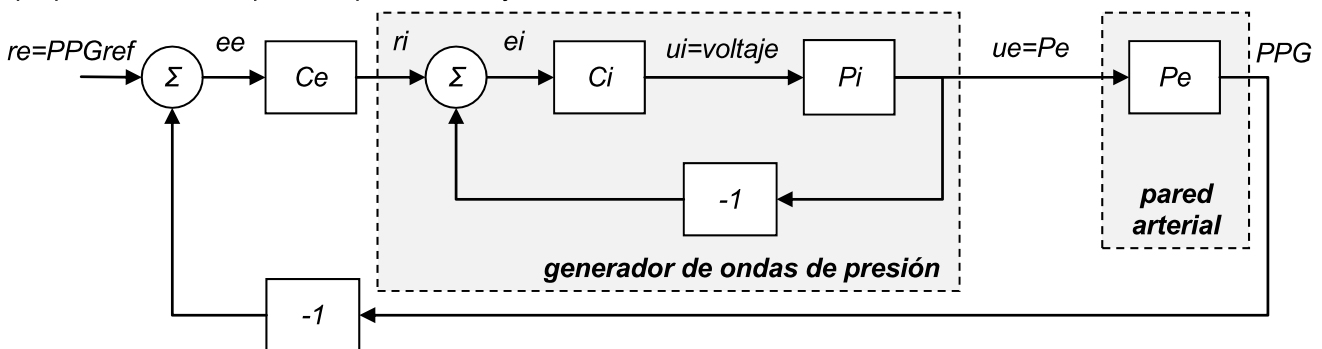 re=PPGref
ee
Ce
ri
Σ
Σ
ei
Ci
ui=voltaje
Pi
ue=Pe
Pe
PPG
-1
pared
arterial
generador de ondas de presión
-1